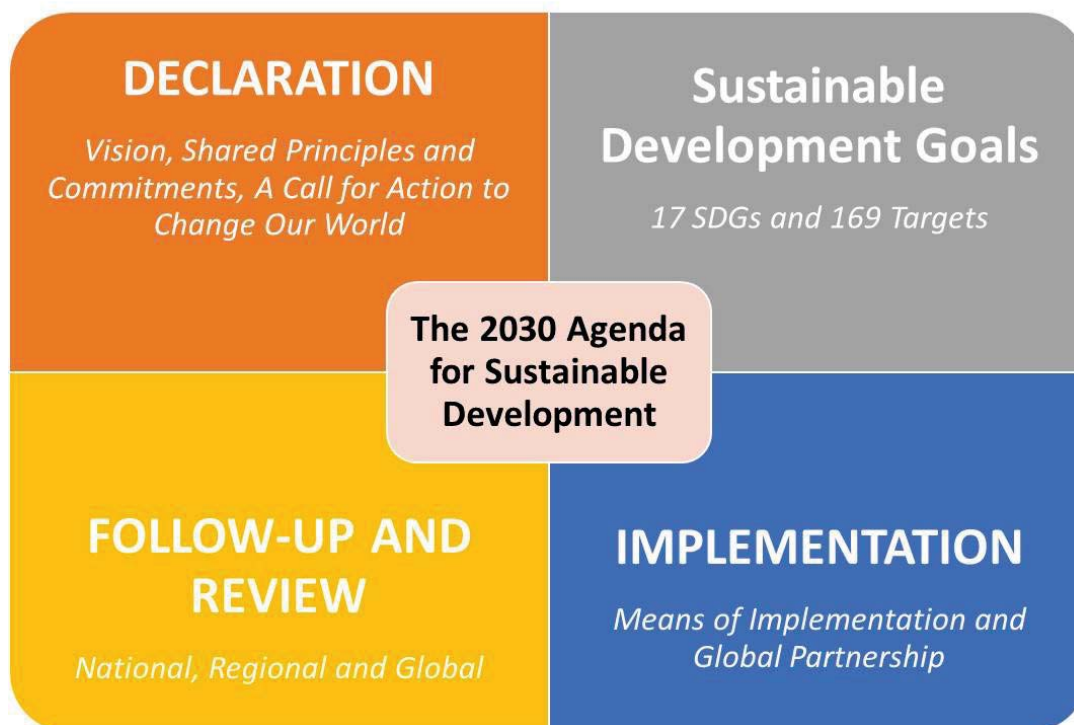 DECLARATION
Vision, Shared Principles and
Commitments, A Call for Action to
Change Our World
Sustainable
Development Goals
17 SDGs and 169 Targets
The 2030 Agenda
for Sustainable
Development
FOLLOW-UP AND
REVIEW
National, Regional and Global
IMPLEMENTATION
Means of Implementation and
Global Partnership